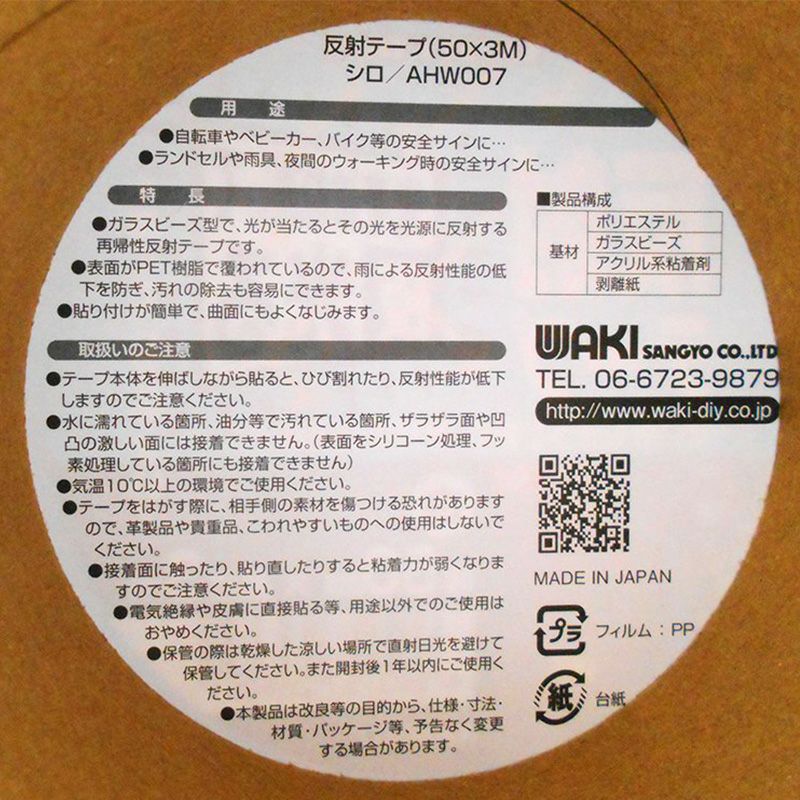 反射テープ(50×3M)
シロ／AHW007
用 途
●自転車やベビーカー、バイク等の安全サインに…
●ランドセルや雨具、夜間のウォーキング時の安全サインに…
特 長
●ガラスビーズ型で、光が当たるとその光を光源に反射する
再帰性反射テープです。
●表面がPET樹脂で覆われているので、雨による反射性能の低
下を防ぎ、汚れの除去も容易にできます。
●貼り付けが簡単で、曲面にもよくなじみます。
取扱いのご注意
●テープ本体を伸ばしながら貼ると、ひび割れたり、反射性能が低下
しますのでご注意ください。
●水に濡れている箇所、油分等で汚れている箇所、ザラザラ面や凹
凸の激しい面には接着できません。(表面をシリコーン処理、フッ
素処理している箇所にも接着できません)
●気温10℃以上の環境でご使用ください。
●テープをはがす際に、相手側の素材を傷つける恐れがあります
ので、革製品や貴重品、こわれやすいものへの使用はしないで
ください。
●接着面に触ったり、貼り直したりすると粘着力が弱くなりま
すのでご注意ください。
●電気絶縁や皮膚に直接貼る等、用途以外でのご使用は
おやめください。
●保管の際は乾燥した涼しい場所で直射日光を避けて
保管してください。また開封後1年以内にご使用く
ださい。
●本製品は改良等の目的から、仕様・寸法・
材質・パッケージ等、予告なく変更
する場合があります。
■製品構成
基材
ポリエステル
ガラスビーズ
アクリル系粘着剤
剥離紙
WAKI SANGYO CO.,LTD
TEL. 06-6723-9879
http://www.waki-diy.co.jp
MADE IN JAPAN
プラ フィルム：PP
紙 台紙